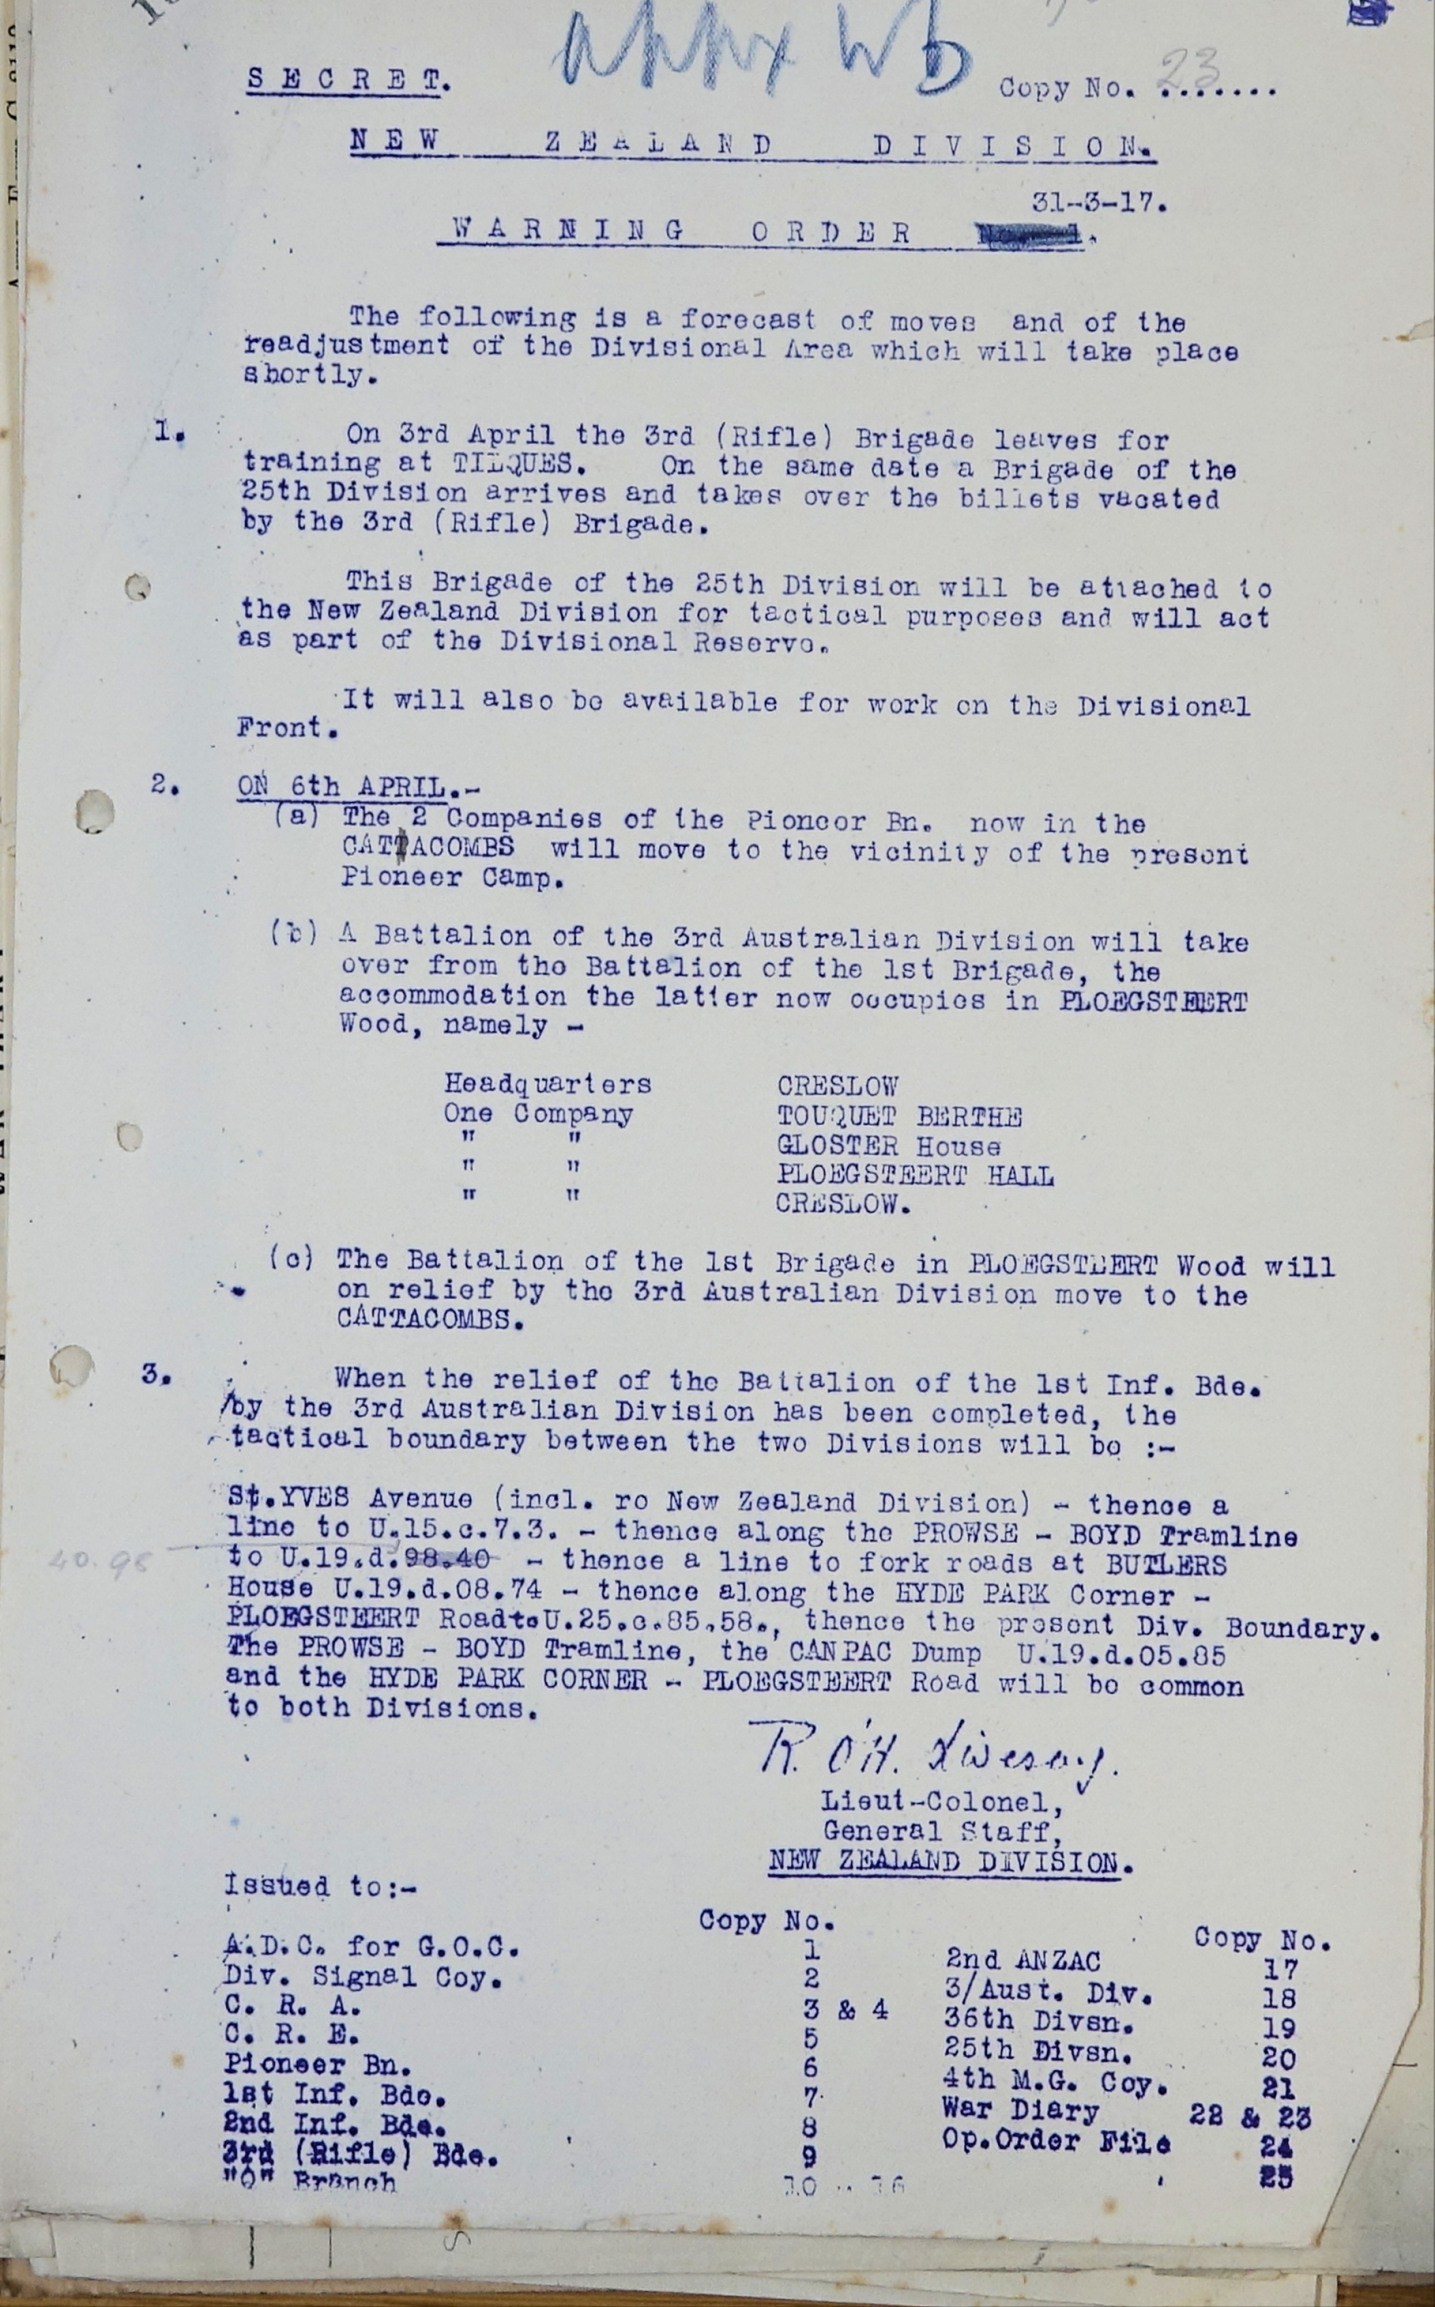 SECRET.
Copy No. 23.......
NEW ZEALAND DIVISION.
31-3-17.
WARNING ORDER
The following is a forecast of moves and of the
readjustment of the Divisional Area which will take place
shortly.
1. On 3rd April the 3rd (Rifle) Brigade leaves for
training at TILQUES. On the same date a Brigade of the
25th Division arrives and takes over the billets vacated
by the 3rd (Rifle) Brigade.
This Brigade of the 25th Division will be attached to
the New Zealand Division for tactical purposes and will act
as part of the Divisional Reserve.
It will also be available for work on the Divisional
Front.
2. ON 6th APRIL.-
(a) The 2 Companies of the Pioneer Bn. now in the
CATTACOMBS will move to the vicinity of the present
Pioneer Camp.
(b) A Battalion of the 3rd Australian Division will take
over from the Battalion of the 1st Brigade, the
accommodation the latter now occupies in PLOEGSTEERT
Wood, namely -
Headquarters CRESLOW
One Company TOUQUET BERTHE
" " GLOSTER House
" " PLOEGSTEERT HALL
" " CRESLOW.
(c) The Battalion of the 1st Brigade in PLOEGSTEERT Wood will
on relief by the 3rd Australian Division move to the
CATTACOMBS.
3. When the relief of the Battalion of the 1st Inf. Bde.
by the 3rd Australian Division has been completed, the
tactical boundary between the two Divisions will be :-
St.YVES Avenue (incl. ro New Zealand Division) - thence a
line to U.15.c.7.3. - thence along the PROWSE - BOYD Tramline
40.98 to U.19.d.98.40 - thence a line to fork roads at BUTLERS
House U.19.d.08.74 - thence along the HYDE PARK Corner -
PLOEGSTEERT Road to U.25.c.85.58., thence the present Div. Boundary.
The PROWSE - BOYD Tramline, the CANPAC Dump U.19.d.05.85
and the HYDE PARK CORNER - PLOEGSTEERT Road will be common
to both Divisions.
R. O'H. Livesay.
Lieut-Colonel,
General Staff,
NEW ZEALAND DIVISION.
Issued to:-
Copy No. Copy No.
A.D.C. for G.O.C. 1 2nd ANZAC 17
Div. Signal Coy. 2 3/Aust. Div. 18
C. R. A. 3 & 4 36th Divsn. 19
C. R. E. 5 25th Divsn. 20
Pioneer Bn. 6 4th M.G. Coy. 21
1st Inf. Bde. 7 War Diary 22 & 23
2nd Inf. Bde. 8 Op.Order File 24
3rd (Rifle) Bde. 9 25
"Q" Branch 10 - 16